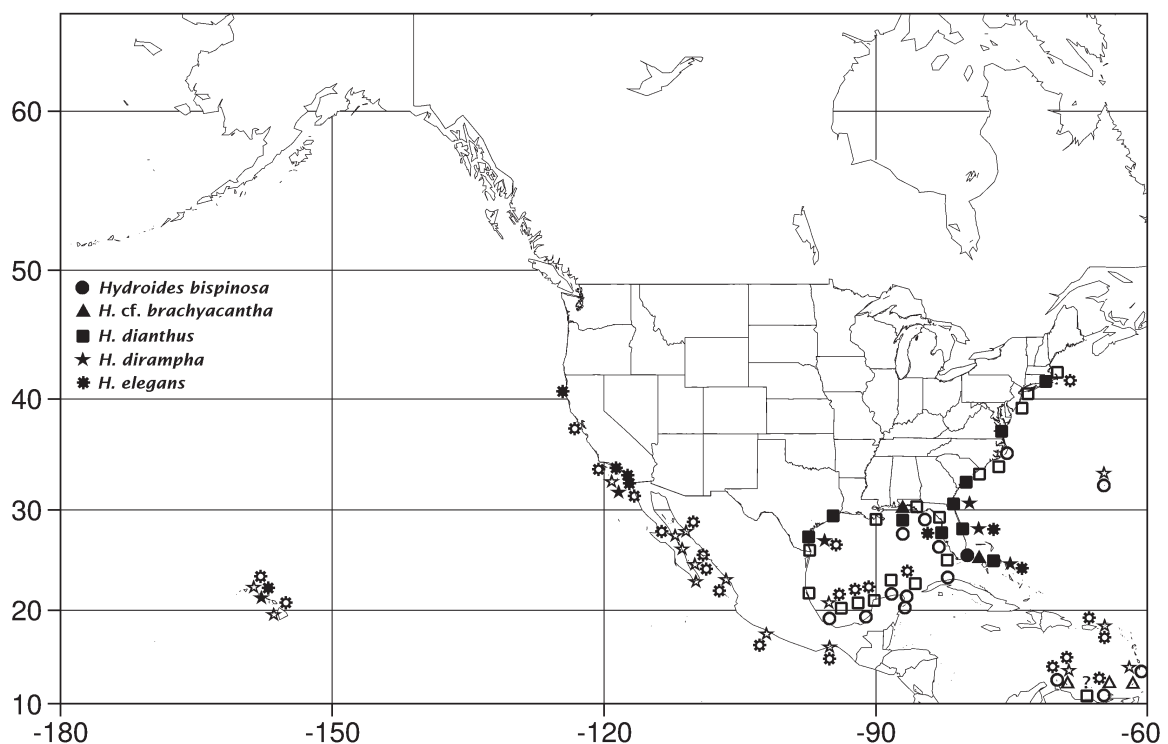 60
50
Hydroides bispinosa
H. cf. brachyacantha
H. dianthus
H. dirampha
H. elegans
40
30
20
?
10
-180 -150 -120 -90 -60